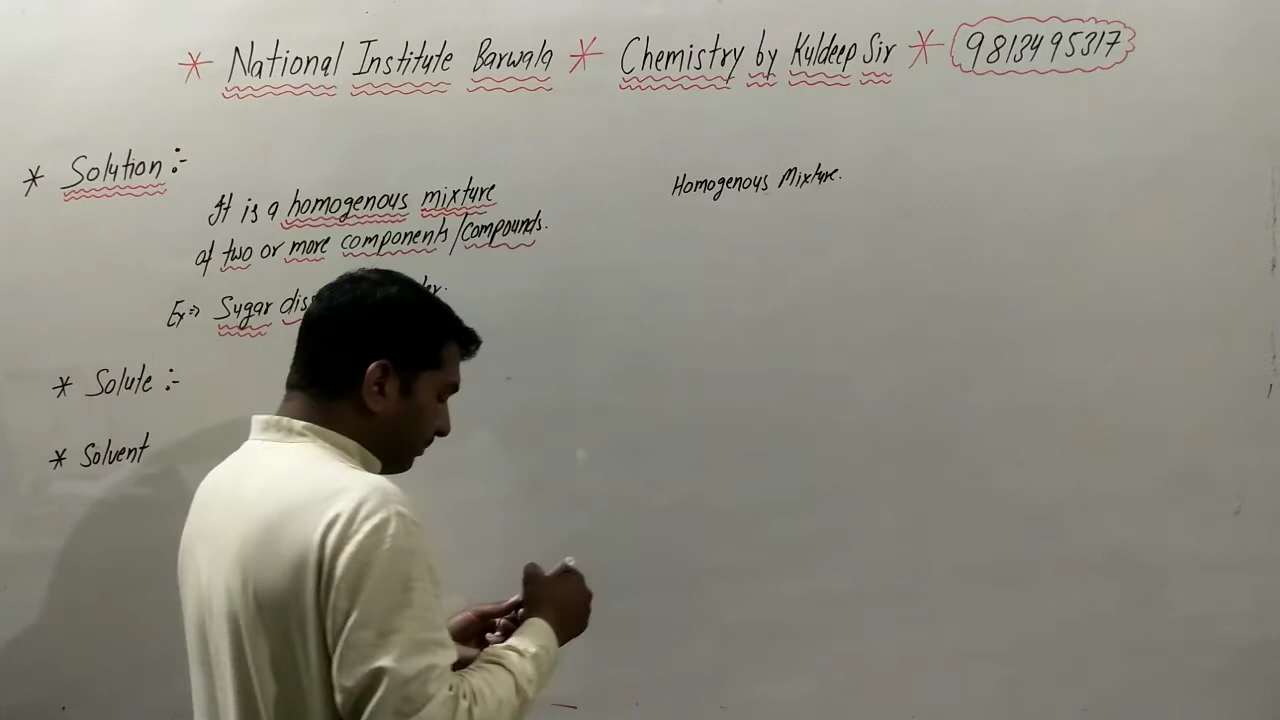 * National Institute Barwala * Chemistry by Kuldeep Sir * 9813495317
* Solution :-
It is a homogenous mixture
of two or more components/compounds.
Ex⇒ Sugar
* Solute :-
* Solvent
Homogenous Mixture.